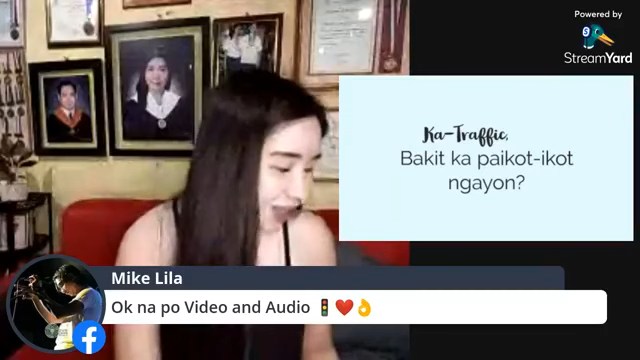 Powered by
StreamYard
Ka-Traffic,
Bakit ka paikot-ikot
ngayon?
Mike Lila
Ok na po Video and Audio 🚦❤️👌